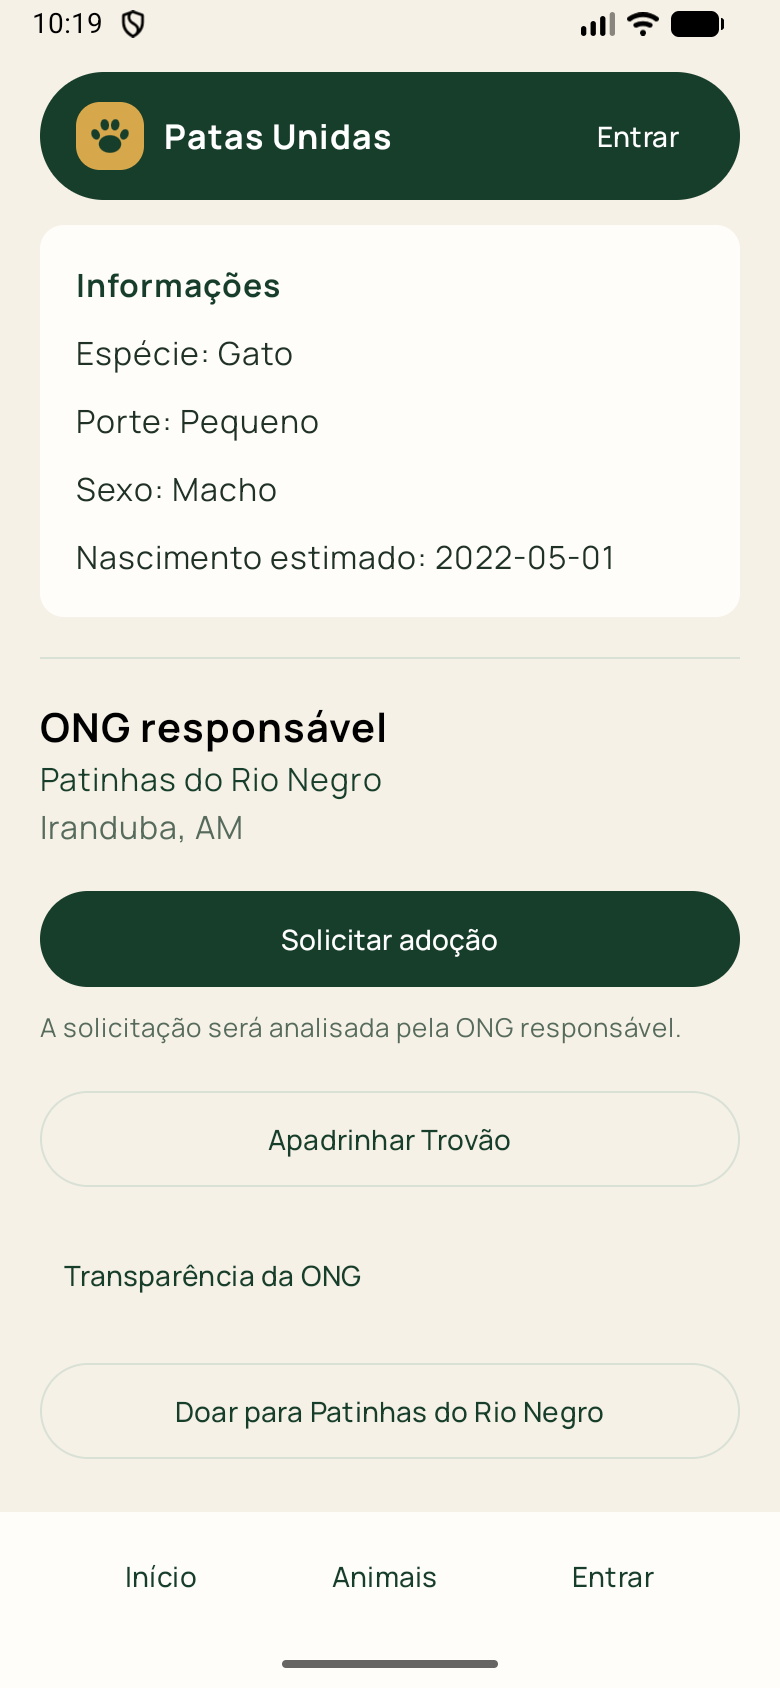 10:19
Patas Unidas
Entrar
Informações
Espécie: Gato
Porte: Pequeno
Sexo: Macho
Nascimento estimado: 2022-05-01
ONG responsável
Patinhas do Rio Negro
Iranduba, AM
Solicitar adoção
A solicitação será analisada pela ONG responsável.
Apadrinhar Trovão
Transparência da ONG
Doar para Patinhas do Rio Negro
Início
Animais
Entrar